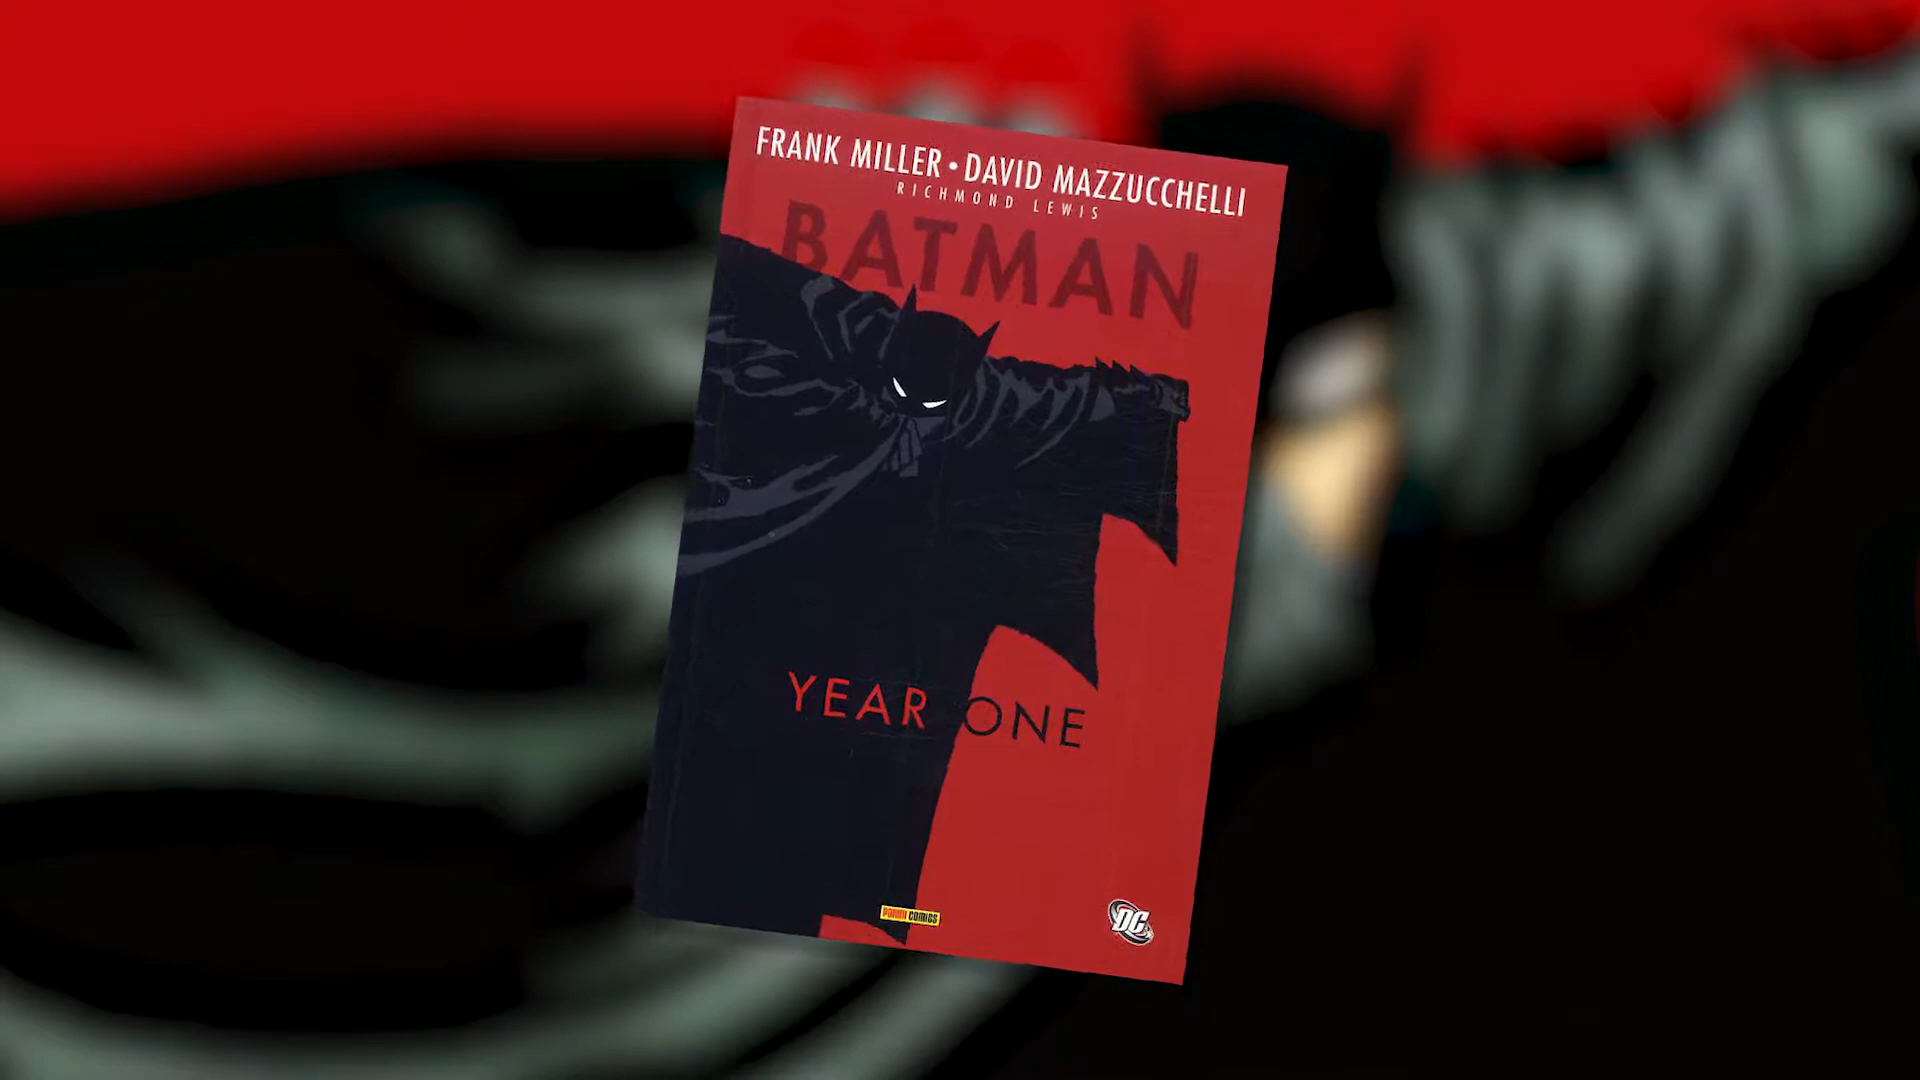 FRANK MILLER • DAVID MAZZUCCHELLI
RICHMOND LEWIS
BATMAN
YEAR ONE
PANINI COMICS
DC